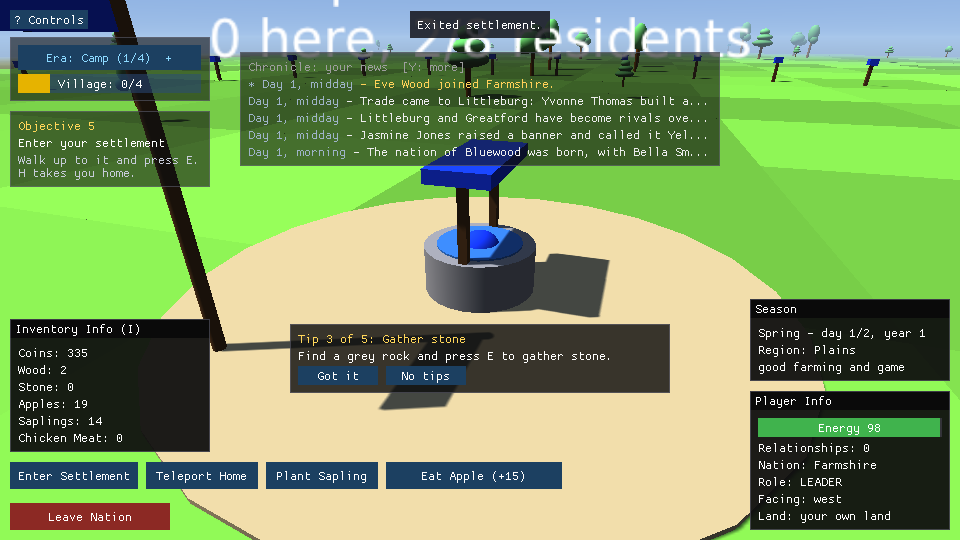 ? Controls
Exited settlement.
0 here, 2/8 residents
Era: Camp (1/4) +
Village: 0/4
Chronicle: your news [Y: more]
* Day 1, midday – Eve Wood joined Farmshire.
Day 1, midday – Trade came to Littleburg: Yvonne Thomas built a...
Day 1, midday – Littleburg and Greatford have become rivals ove...
Day 1, midday – Jasmine Jones raised a banner and called it Yel...
Day 1, morning – The nation of Bluewood was born, with Bella Sm...
Objective 5
Enter your settlement
Walk up to it and press E.
H takes you home.
Inventory Info (I)
Coins: 335
Wood: 2
Stone: 0
Apples: 19
Saplings: 14
Chicken Meat: 0
Tip 3 of 5: Gather stone
Find a grey rock and press E to gather stone.
Got it
No tips
Season
Spring – day 1/2, year 1
Region: Plains
good farming and game
Player Info
Energy 98
Relationships: 0
Nation: Farmshire
Role: LEADER
Facing: west
Land: your own land
Enter Settlement
Teleport Home
Plant Sapling
Eat Apple (+15)
Leave Nation